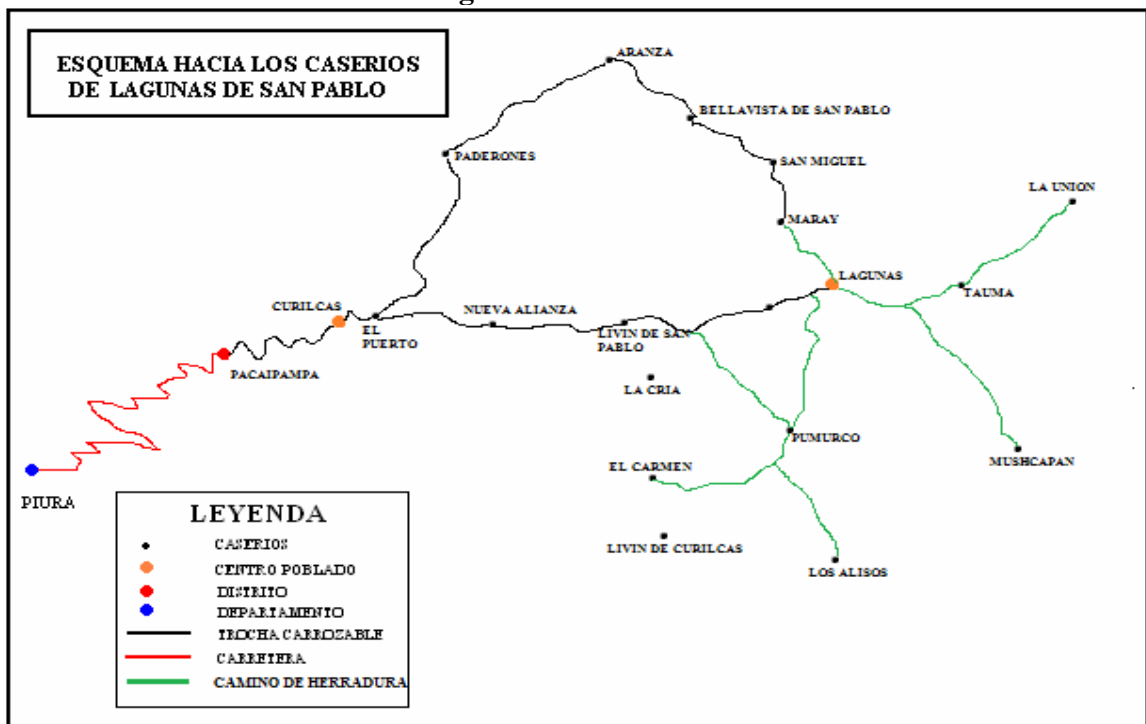 ESQUEMA HACIA LOS CASERIOS
DE LAGUNAS DE SAN PABLO
ARANZA
BELLAVISTA DE SAN PABLO
PADERONES
SAN MIGUEL
LA UNION
MARAY
LAGUNAS
TAUMA
CURILCAS
EL
PUERTO
NUEVA ALIANZA
LIVIN DE SAN
PABLO
PACAIPAMPA
LA CRIA
PUMURCO
MUSHCAPAN
EL CARMEN
PIURA
LIVIN DE CURILCAS
LOS ALISOS
LEYENDA
CASERIOS
CENTRO POBLADO
DISTRITO
DEPARTAMENTO
TROCHA CARROZABLE
CARRETERA
CAMINO DE HERRADURA